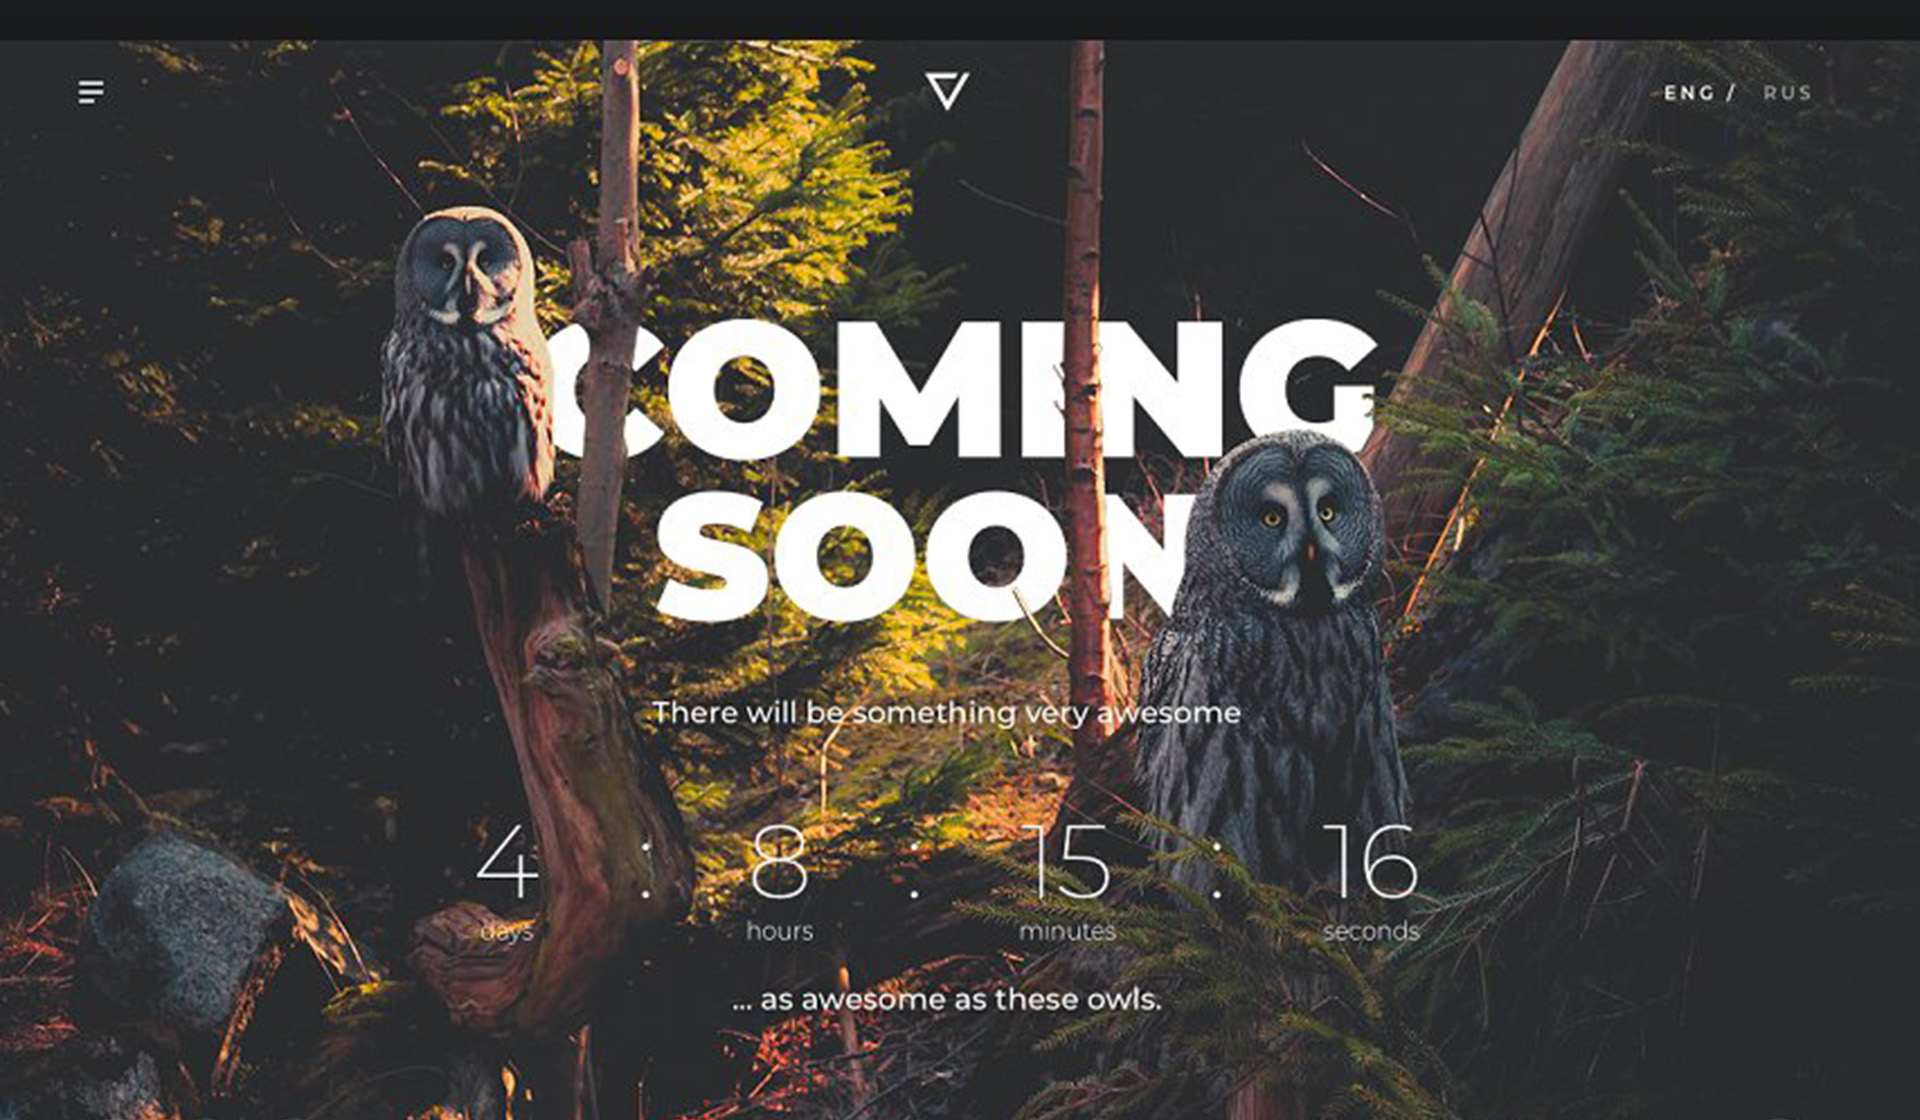 ENG / RUS
COMING
SOON
There will be something very awesome
4 : 8 : 15 : 16
days hours minutes seconds
... as awesome as these owls.